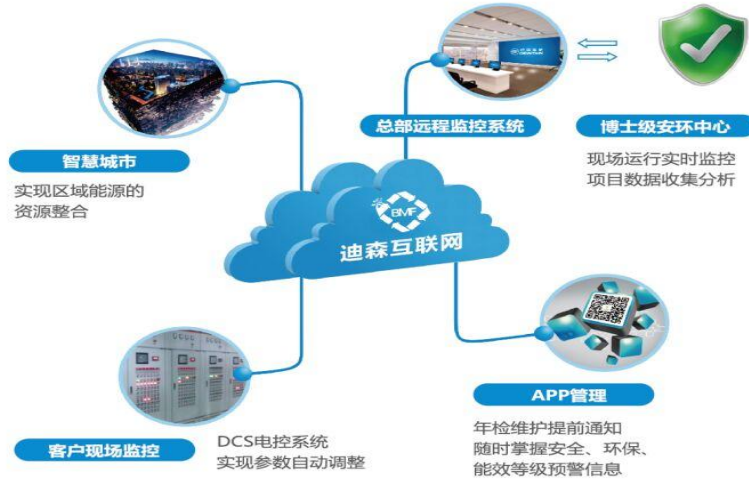 总部远程监控系统
博士级安环中心
现场运行实时监控
项目数据收集分析
智慧城市
实现区域能源的
资源整合
BMF
迪森互联网
APP管理
年检维护提前通知
随时掌握安全、环保、
能效等级预警信息
客户现场监控
DCS电控系统
实现参数自动调整